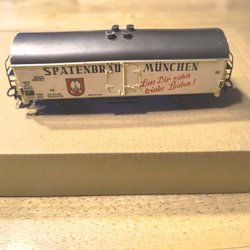 SPATENBRÄU MÜNCHEN
Lass Dir raten
trinke Spaten!